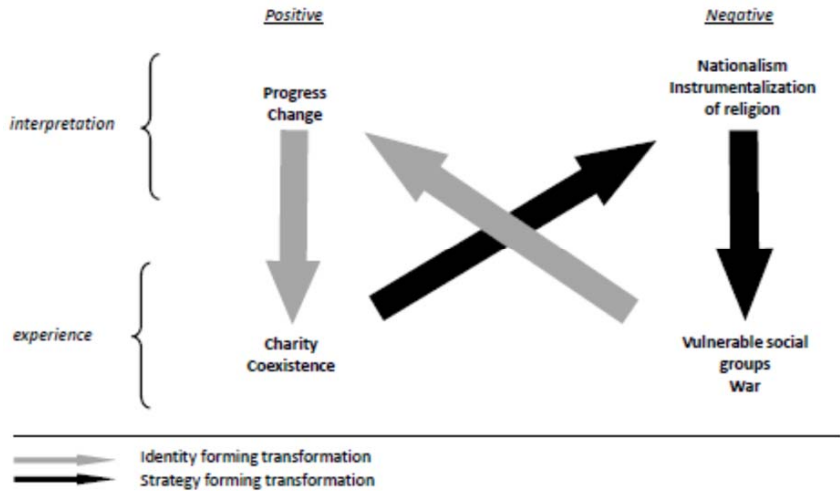 Positive
Negative
interpretation
Progress
Change
Nationalism
Instrumentalization
of religion
experience
Charity
Coexistence
Vulnerable social
groups
War
Identity forming transformation
Strategy forming transformation